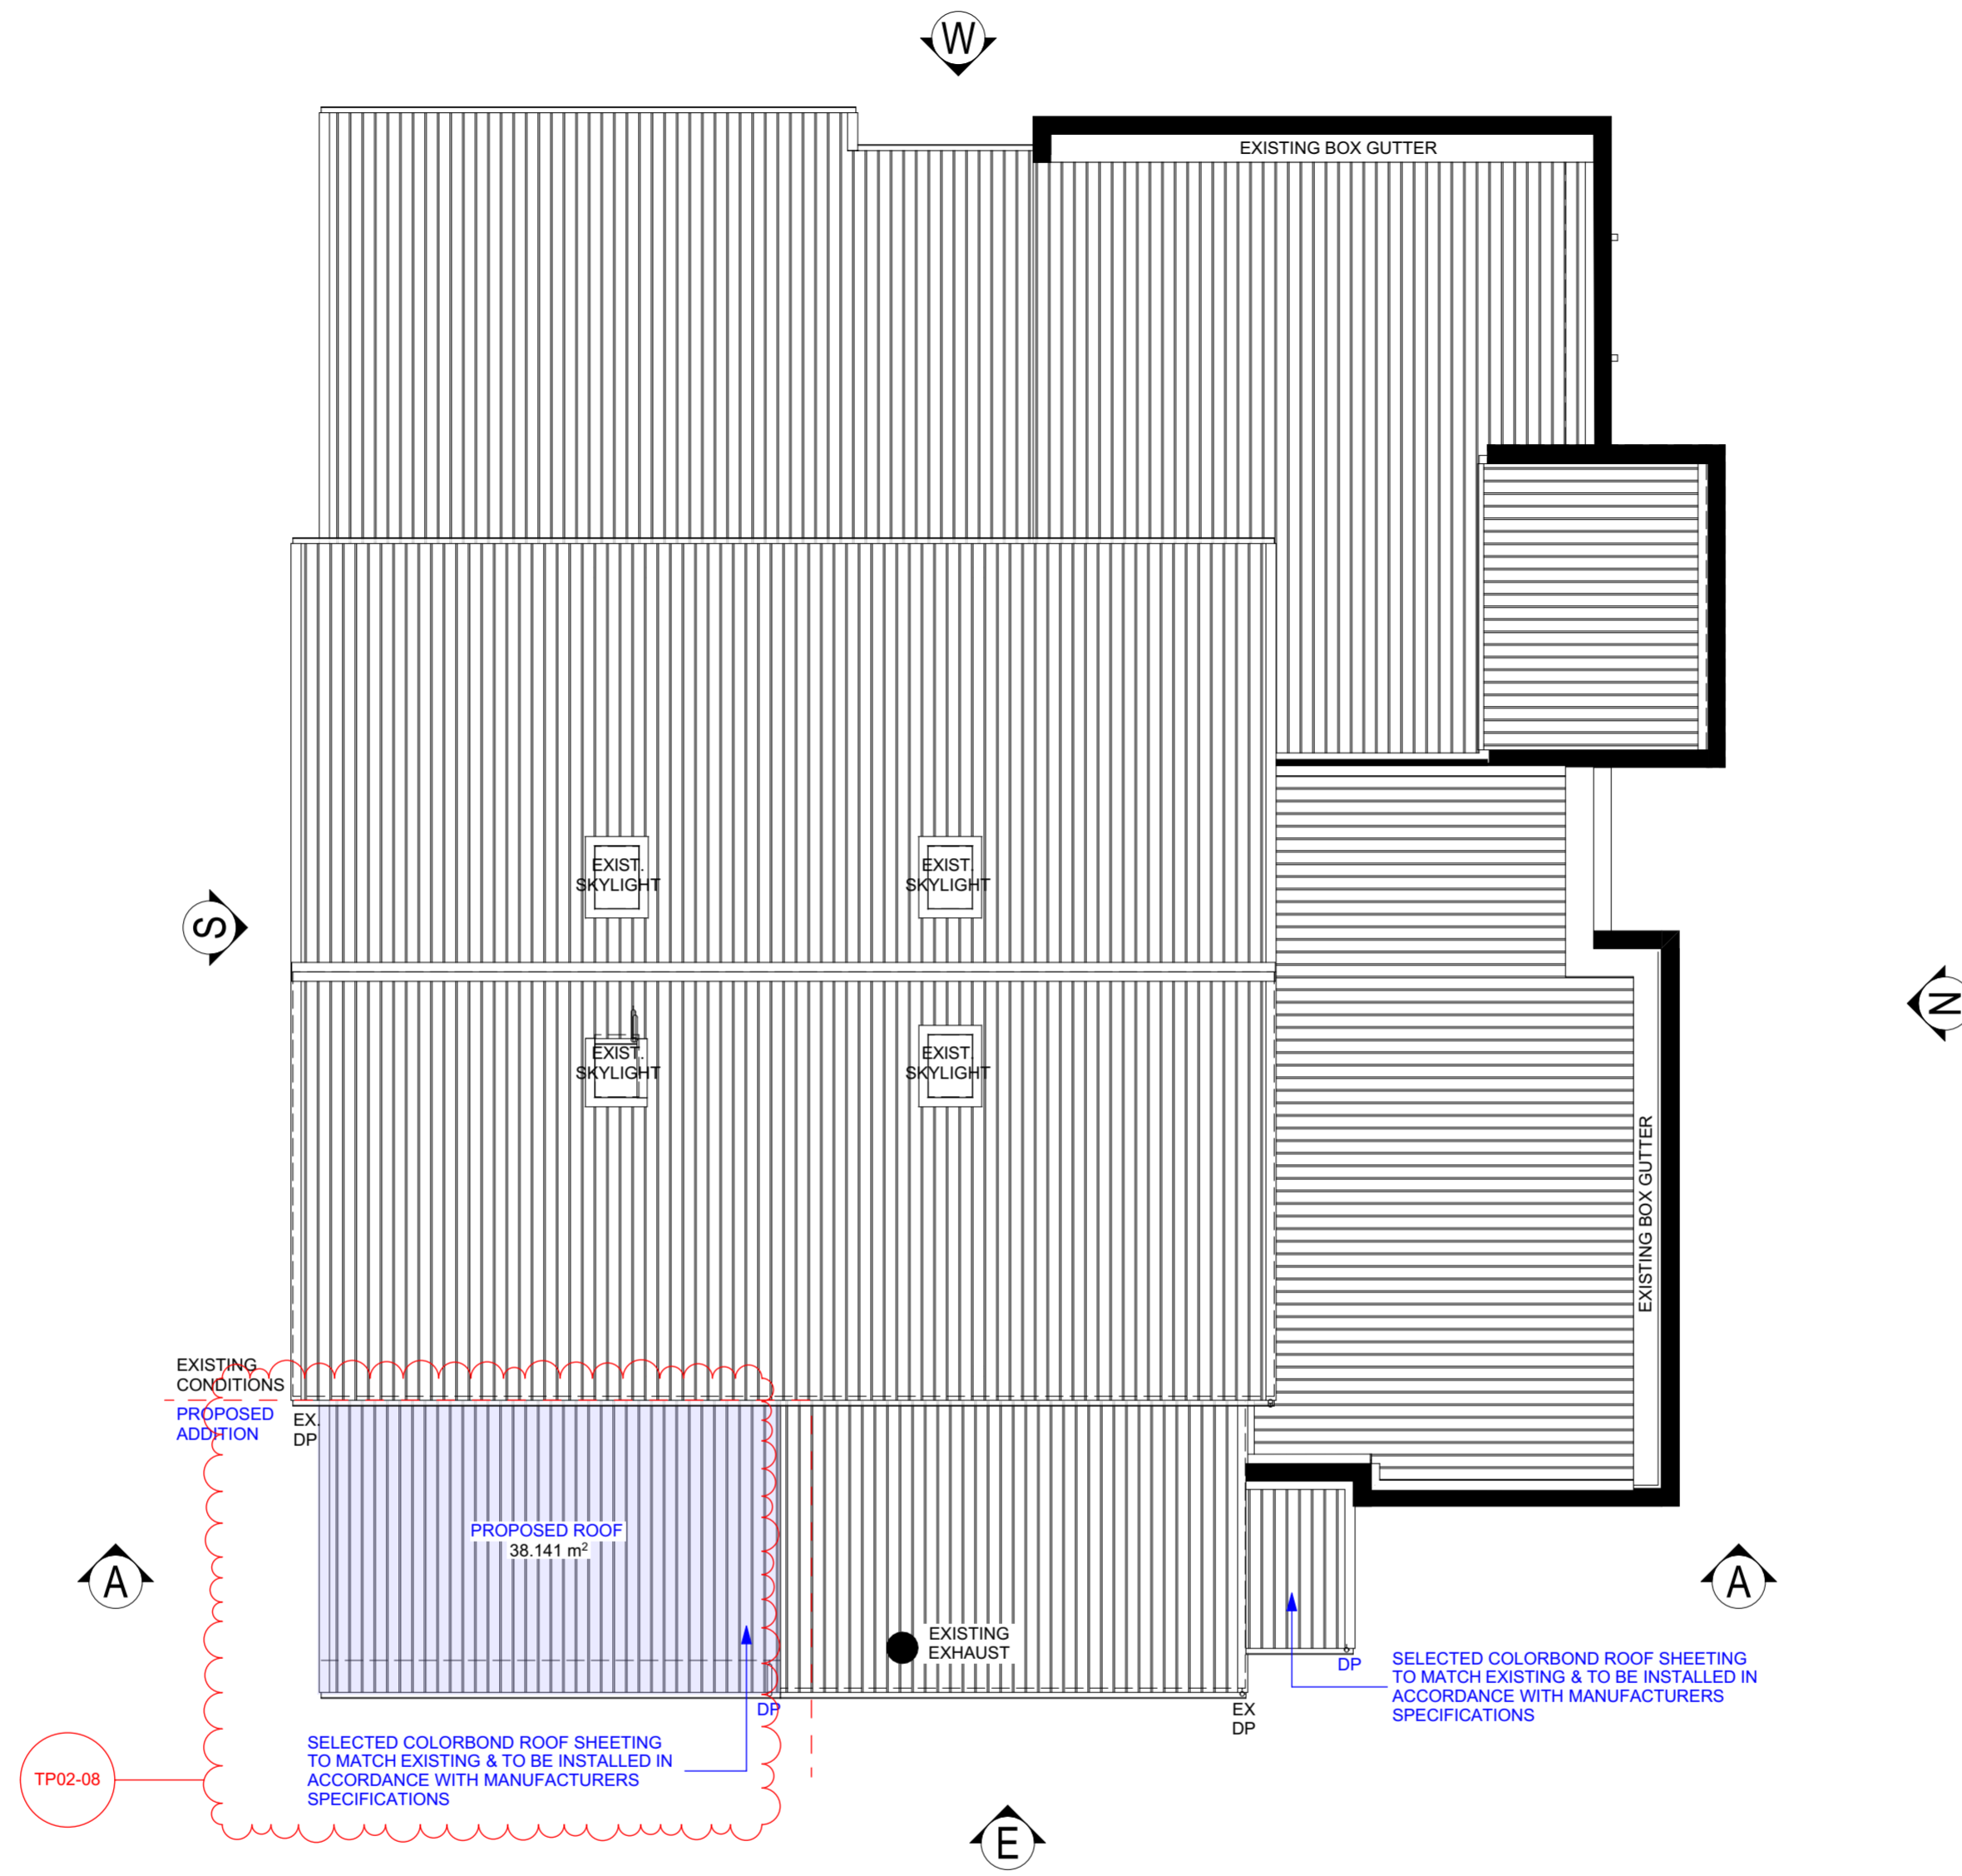 W
EXISTING BOX GUTTER
EXIST.
SKYLIGHT
EXIST.
SKYLIGHT
S
N
EXIST.
SKYLIGHT
EXIST.
SKYLIGHT
EXISTING BOX GUTTER
EXISTING
CONDITIONS
PROPOSED
ADDITION
EX.
DP
PROPOSED ROOF
38.141 m²
A
A
EXISTING
EXHAUST
DP
EX
DP
DP
SELECTED COLORBOND ROOF SHEETING
TO MATCH EXISTING & TO BE INSTALLED IN
ACCORDANCE WITH MANUFACTURERS
SPECIFICATIONS
SELECTED COLORBOND ROOF SHEETING
TO MATCH EXISTING & TO BE INSTALLED IN
ACCORDANCE WITH MANUFACTURERS
SPECIFICATIONS
TP02-08
E